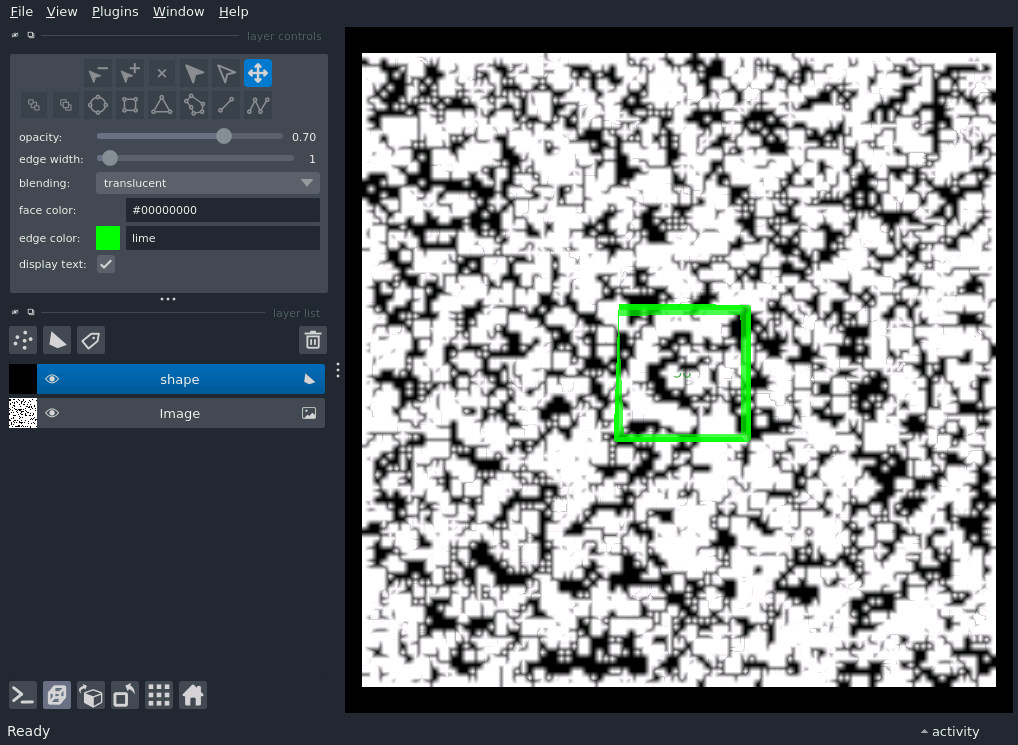 File View Plugins Window Help
layer controls
opacity: 0.70
edge width: 1
blending: translucent
face color: #00000000
edge color: lime
display text:
layer list
shape
Image
Ready
activity